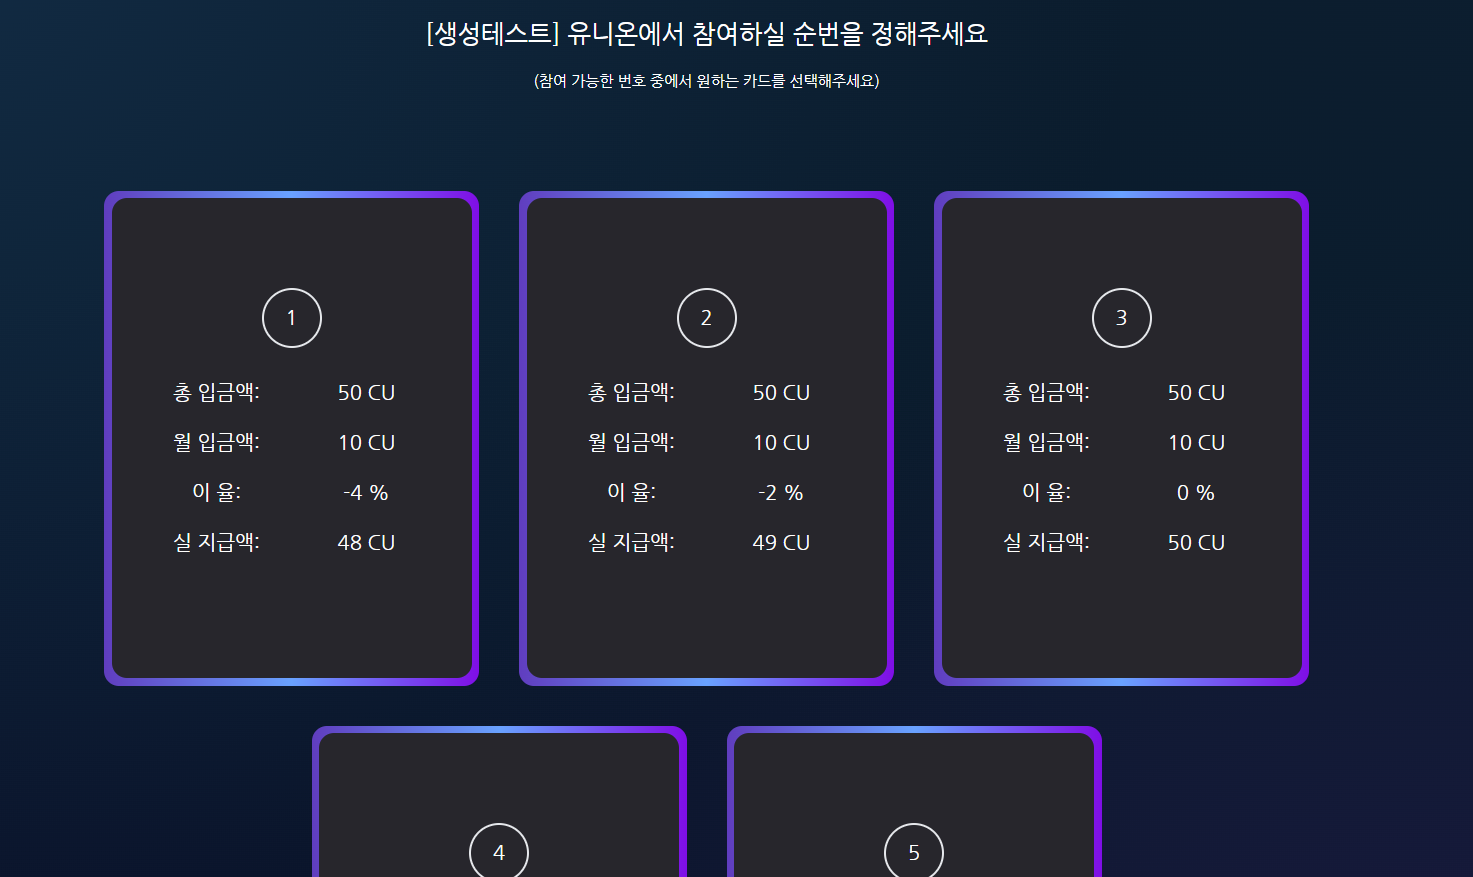 [생성테스트] 유니온에서 참여하실 순번을 정해주세요
(참여 가능한 번호 중에서 원하는 카드를 선택해주세요)
1
총 입금액: 50 CU
월 입금액: 10 CU
이 율: -4 %
실 지급액: 48 CU
2
총 입금액: 50 CU
월 입금액: 10 CU
이 율: -2 %
실 지급액: 49 CU
3
총 입금액: 50 CU
월 입금액: 10 CU
이 율: 0 %
실 지급액: 50 CU
4
5